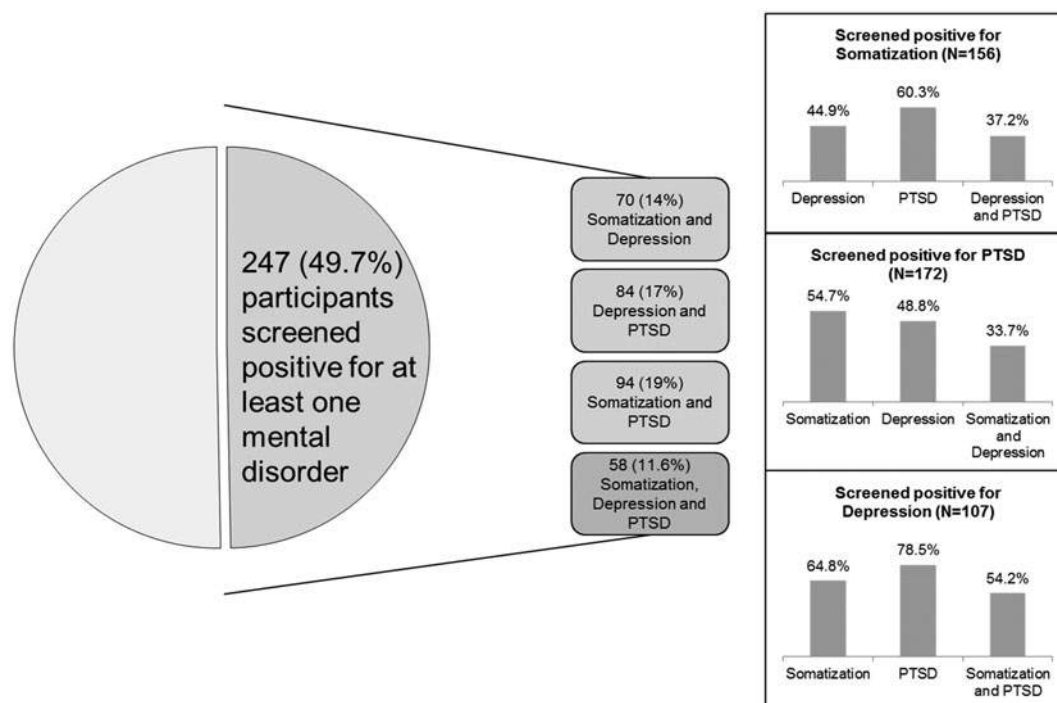 247 (49.7%)
participants
screened
positive for at
least one
mental
disorder
70 (14%)
Somatization and
Depression
84 (17%)
Depression and
PTSD
94 (19%)
Somatization and
PTSD
58 (11.6%)
Somatization,
Depression and
PTSD
Screened positive for
Somatization (N=156)
44.9%
60.3%
37.2%
Depression
PTSD
Depression
and PTSD
Screened positive for PTSD
(N=172)
54.7%
48.8%
33.7%
Somatization
Depression
Somatization
and
Depression
Screened positive for
Depression (N=107)
64.8%
78.5%
54.2%
Somatization
PTSD
Somatization
and PTSD